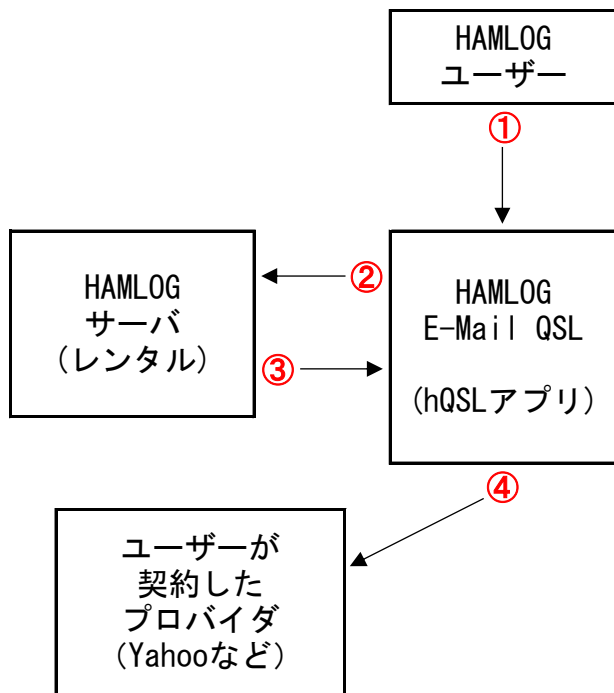 HAMLOG
ユーザー
①
HAMLOG
サーバ
(レンタル)
②
③
HAMLOG
E-Mail QSL
(hQSLアプリ)
④
ユーザーが
契約した
プロバイダ
(Yahooなど)